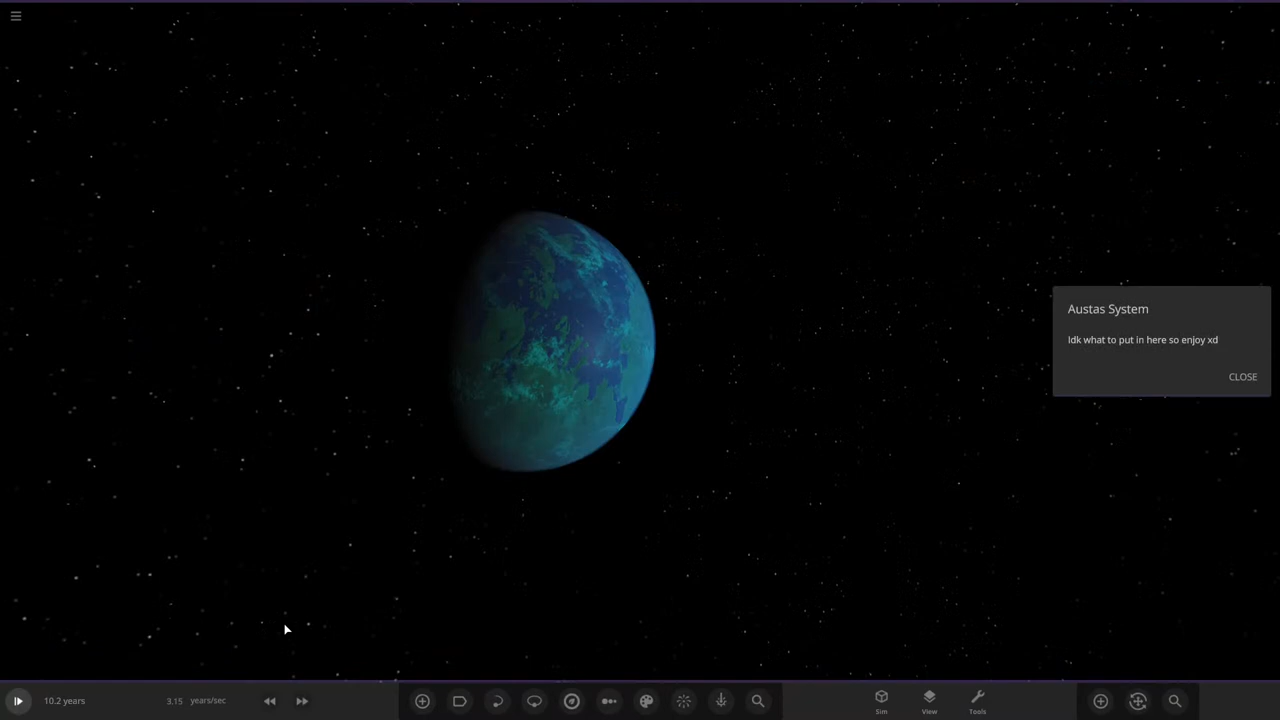 Austas System
Idk what to put in here so enjoy xd
CLOSE
10.2 years
3.15 years/sec
Sim
View
Tools